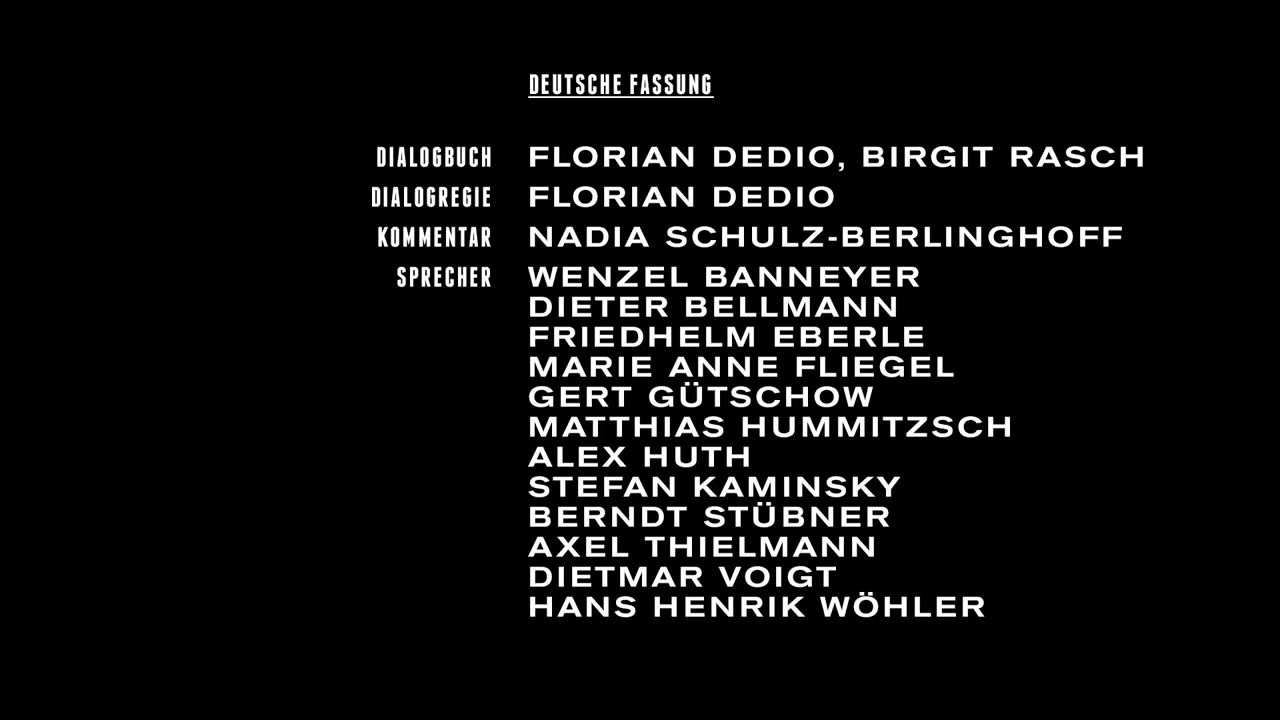 DEUTSCHE FASSUNG
DIALOGBUCH FLORIAN DEDIO, BIRGIT RASCH
DIALOGREGIE FLORIAN DEDIO
KOMMENTAR NADIA SCHULZ-BERLINGHOFF
SPRECHER WENZEL BANNEYER
DIETER BELLMANN
FRIEDHELM EBERLE
MARIE ANNE FLIEGEL
GERT GÜTSCHOW
MATTHIAS HUMMITZSCH
ALEX HUTH
STEFAN KAMINSKY
BERNDT STÜBNER
AXEL THIELMANN
DIETMAR VOIGT
HANS HENRIK WÖHLER